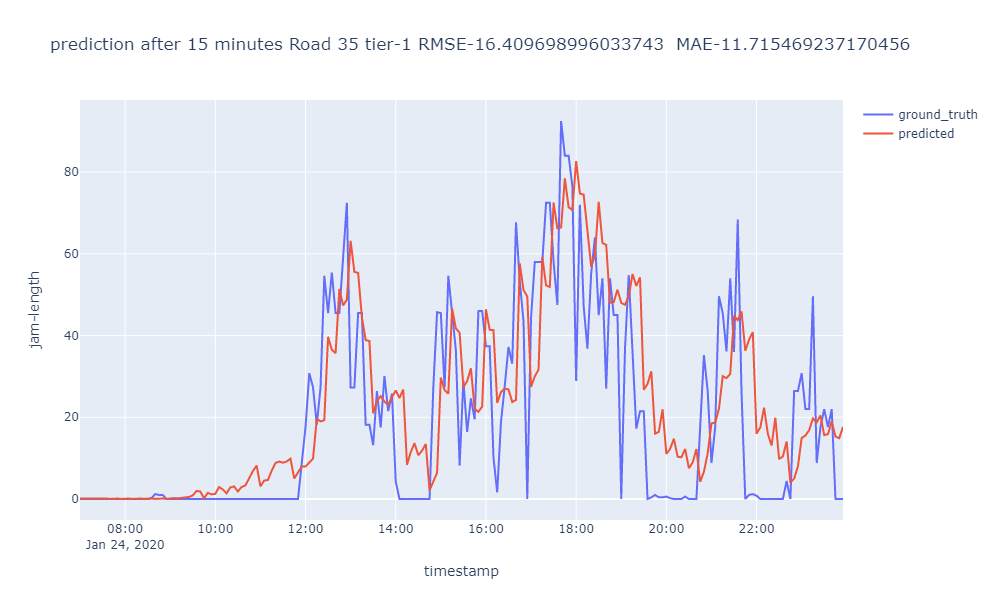 prediction after 15 minutes Road 35 tier-1 RMSE-16.409698996033743  MAE-11.715469237170456
ground_truth
predicted
jam-length
80
60
40
20
0
08:00 10:00 12:00 14:00 16:00 18:00 20:00 22:00
Jan 24, 2020
timestamp